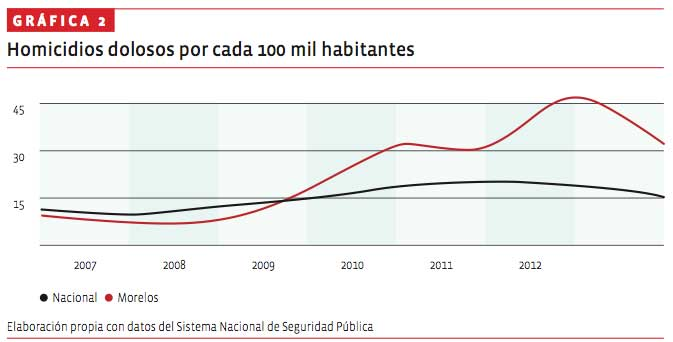 GRÁFICA 2
Homicidios dolosos por cada 100 mil habitantes
45
30
15
2007 2008 2009 2010 2011 2012
Nacional Morelos
Elaboración propia con datos del Sistema Nacional de Seguridad Pública